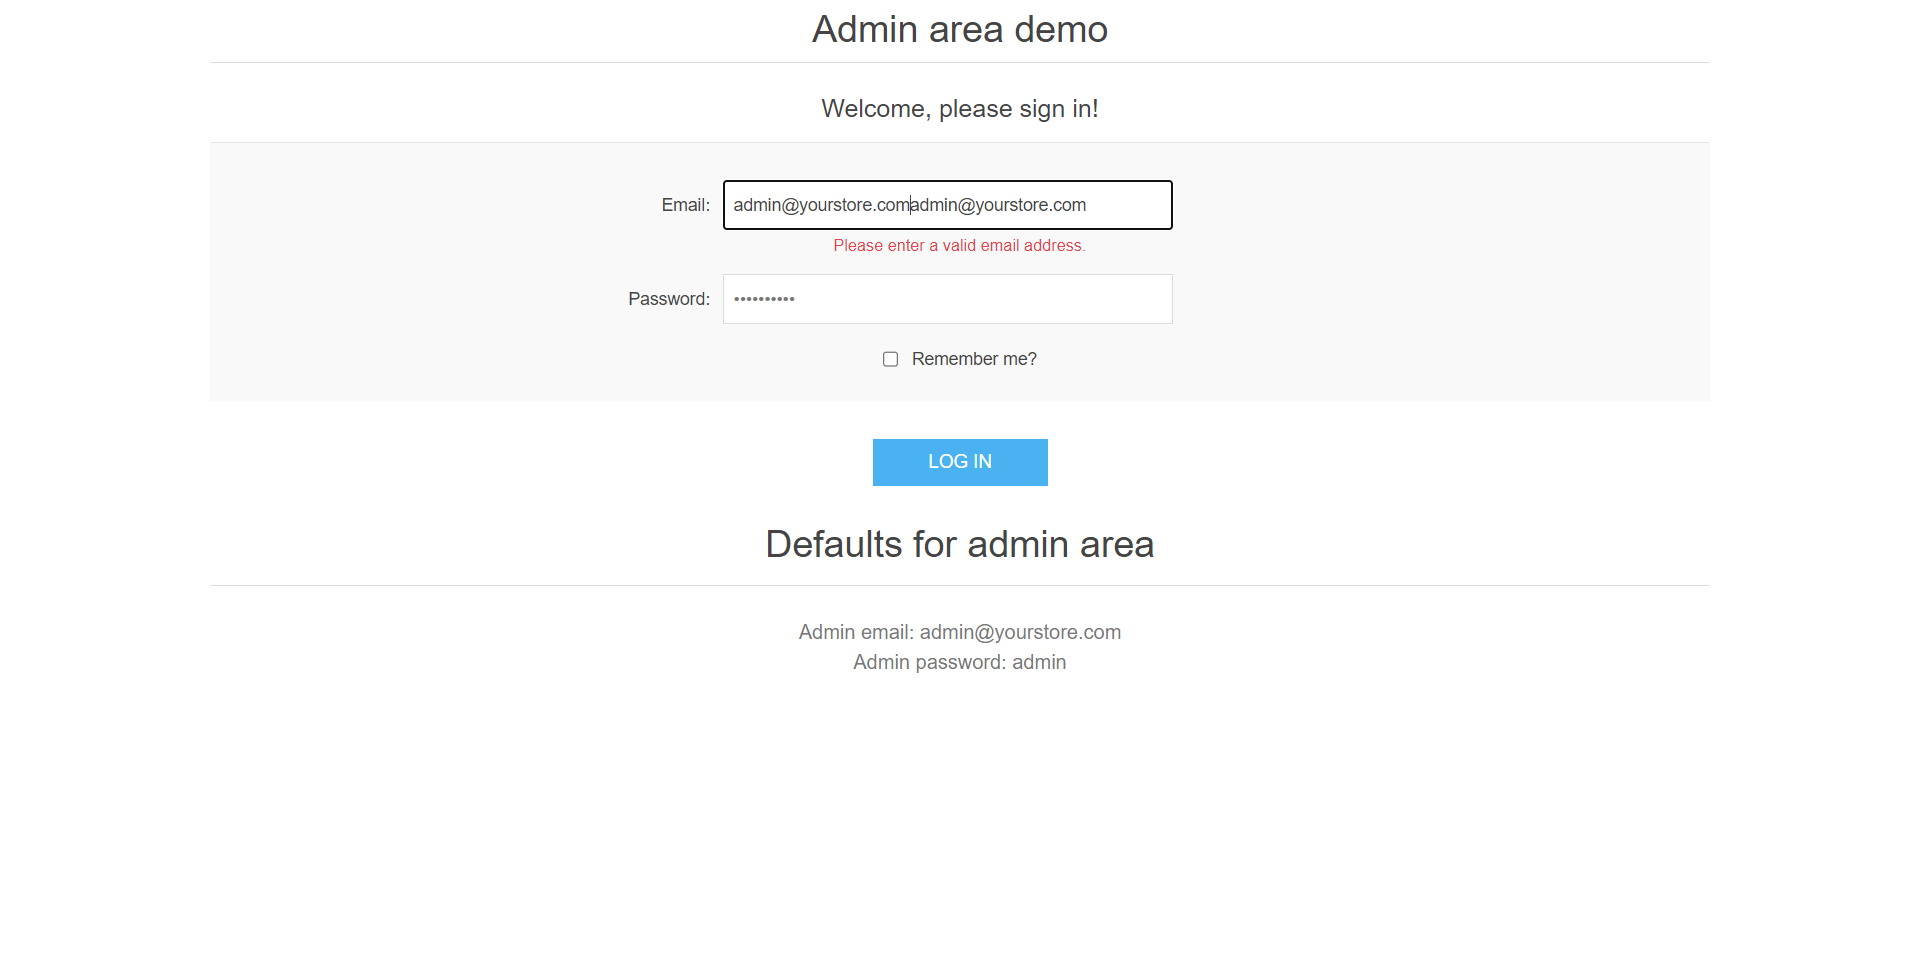 Admin area demo
Welcome, please sign in!
Email: admin@yourstore.comadmin@yourstore.com
Please enter a valid email address.
Password: ••••••••••
Remember me?
LOG IN
Defaults for admin area
Admin email: admin@yourstore.com
Admin password: admin